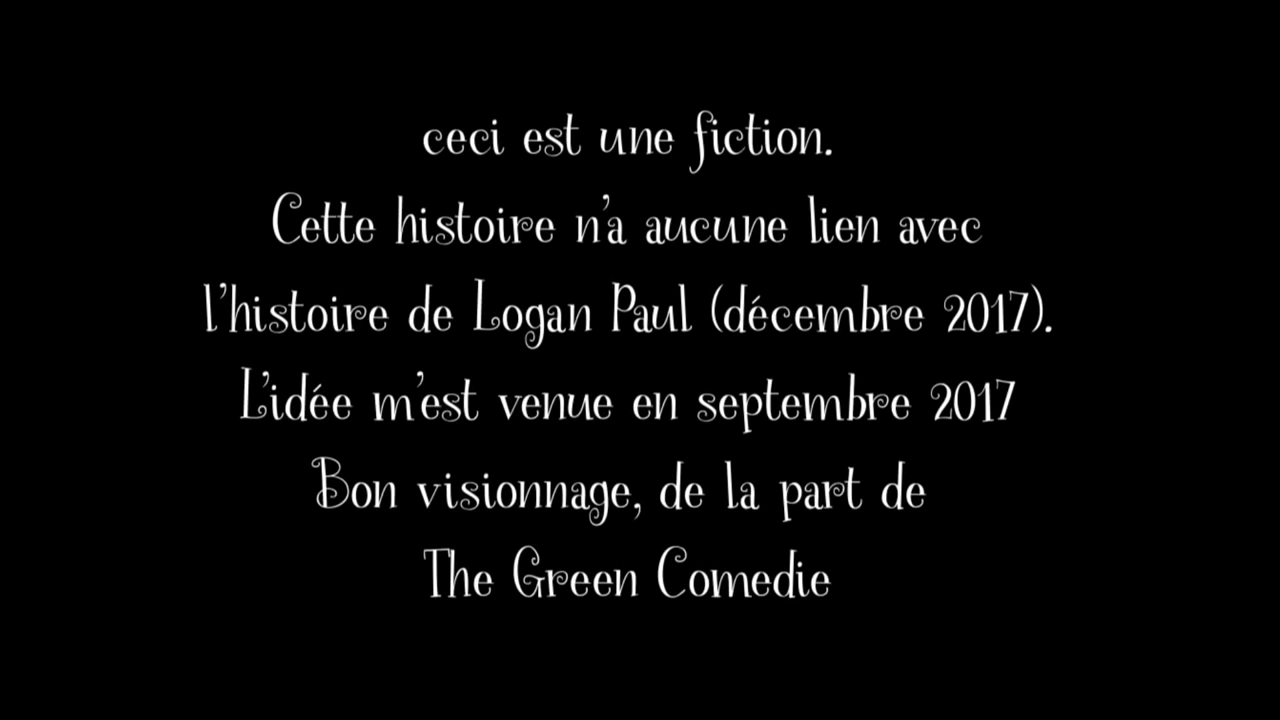 ceci est une fiction.
Cette histoire n'a aucune lien avec
l'histoire de Logan Paul (décembre 2017).
L'idée m'est venue en septembre 2017
Bon visionnage, de la part de
The Green Comedie